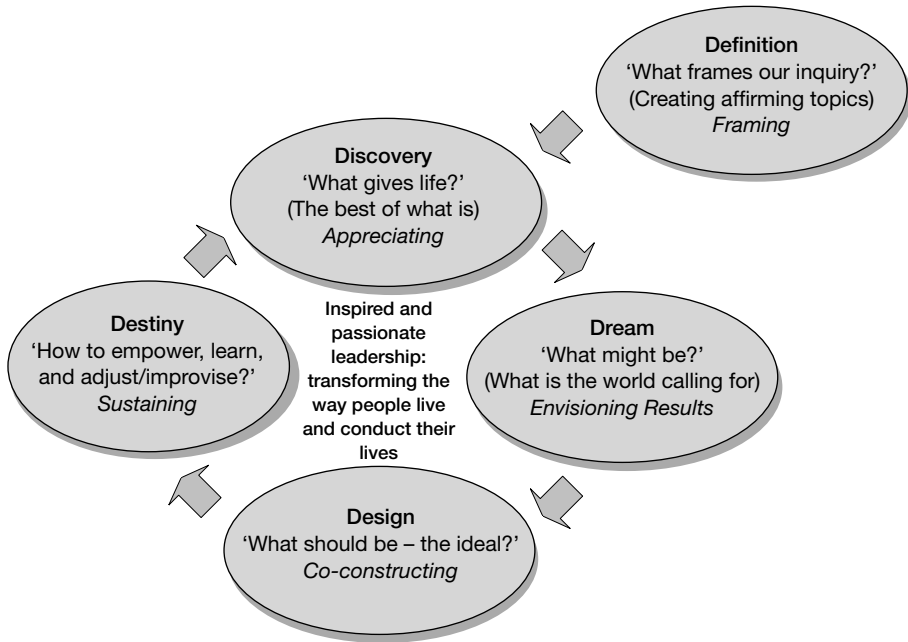 Definition
‘What frames our inquiry?’
(Creating affirming topics)
Framing
Discovery
‘What gives life?’
(The best of what is)
Appreciating
Dream
‘What might be?’
(What is the world calling for)
Envisioning Results
Design
‘What should be – the ideal?’
Co-constructing
Destiny
‘How to empower, learn,
and adjust/improvise?’
Sustaining
Inspired and
passionate
leadership:
transforming the
way people live
and conduct their
lives